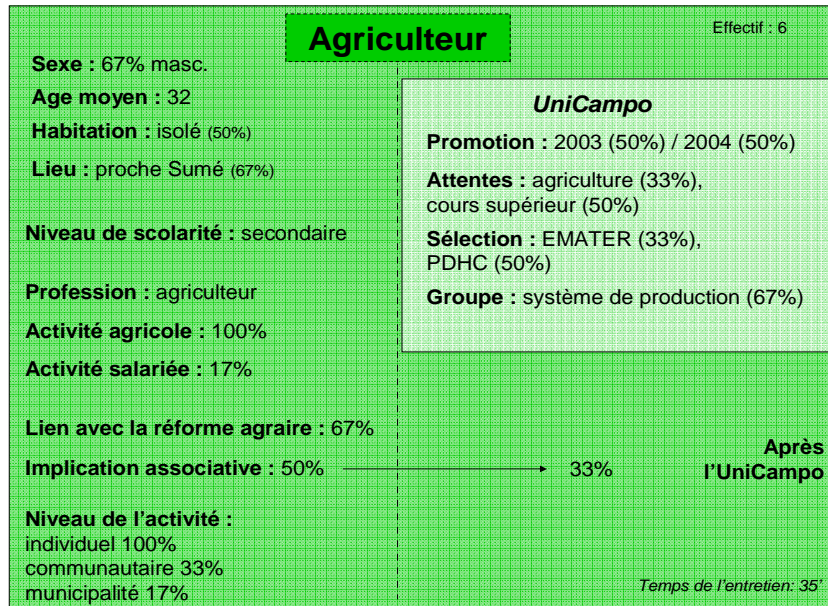 Agriculteur
Effectif : 6
Sexe : 67% masc.
Age moyen : 32
Habitation : isolé (50%)
Lieu : proche Sumé (67%)
Niveau de scolarité : secondaire
Profession : agriculteur
Activité agricole : 100%
Activité salariée : 17%
Lien avec la réforme agraire : 67%
Implication associative : 50%
33%
Après
l'UniCampo
Niveau de l'activité :
individuel 100%
communautaire 33%
municipalité 17%
UniCampo
Promotion : 2003 (50%) / 2004 (50%)
Attentes : agriculture (33%),
cours supérieur (50%)
Sélection : EMATER (33%),
PDHC (50%)
Groupe : système de production (67%)
Temps de l'entretien: 35'